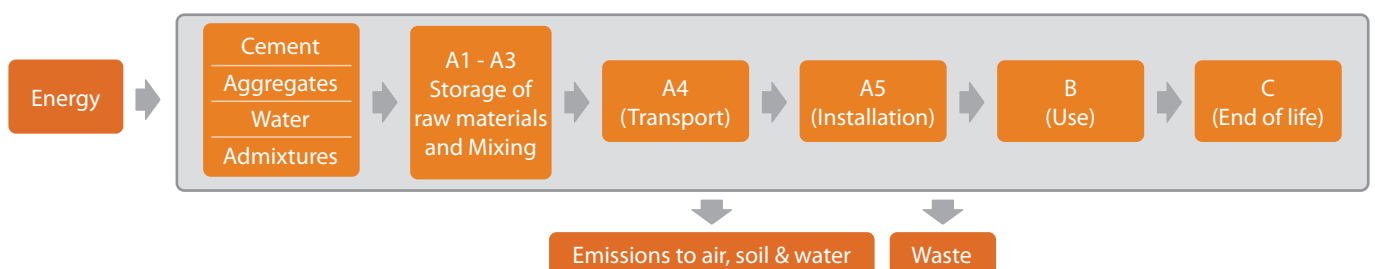 Energy
Cement
Aggregates
Water
Admixtures
A1 - A3
Storage of
raw materials
and Mixing
A4
(Transport)
A5
(Installation)
B
(Use)
C
(End of life)
Emissions to air, soil & water
Waste